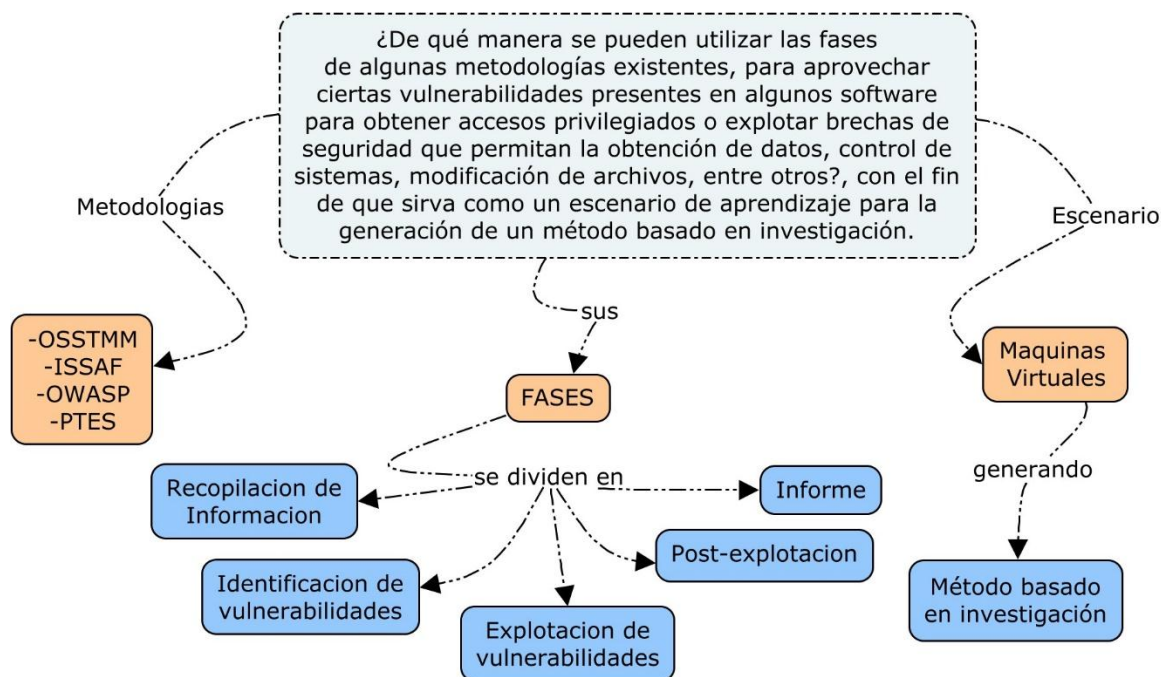 ¿De qué manera se pueden utilizar las fases
de algunas metodologías existentes, para aprovechar
ciertas vulnerabilidades presentes en algunos software
para obtener accesos privilegiados o explotar brechas de
seguridad que permitan la obtención de datos, control de
sistemas, modificación de archivos, entre otros?, con el fin
de que sirva como un escenario de aprendizaje para la
generación de un método basado en investigación.
Metodologias
Escenario
sus
-OSSTMM
-ISSAF
-OWASP
-PTES
Maquinas
Virtuales
FASES
se dividen en
generando
Recopilacion de
Informacion
Informe
Identificacion de
vulnerabilidades
Post-explotacion
Explotacion de
vulnerabilidades
Método basado
en investigación